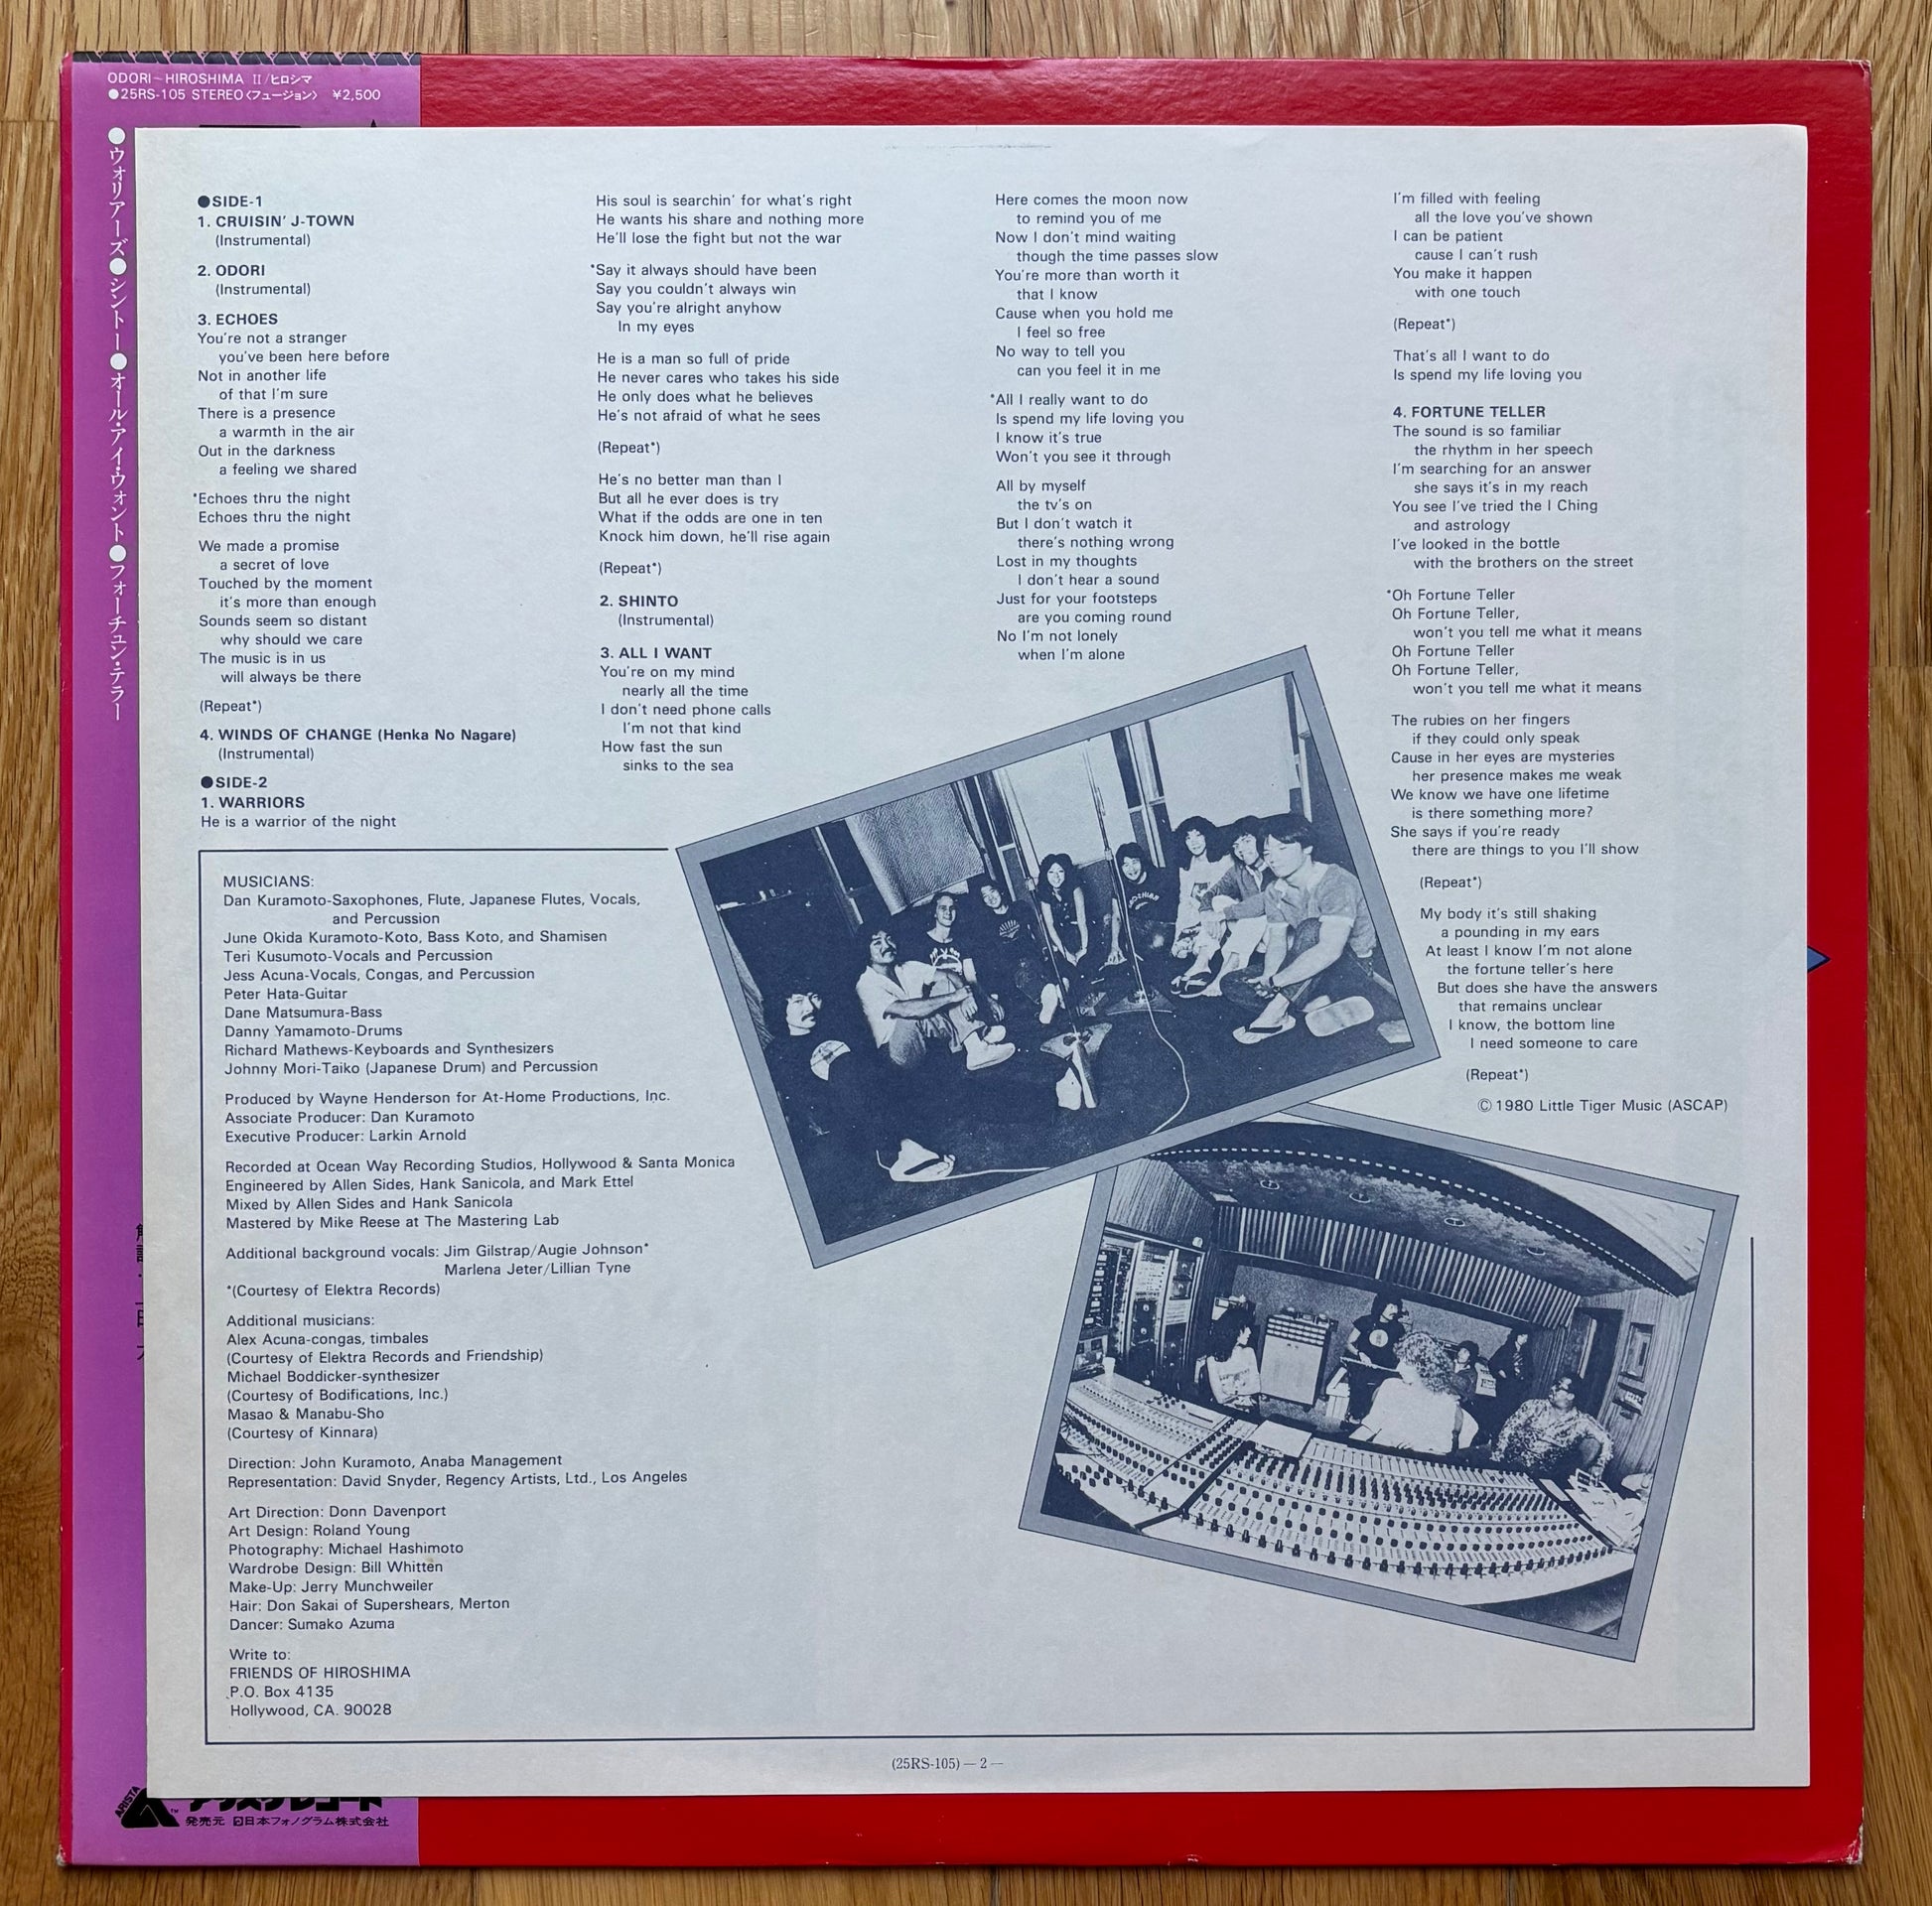 ODORI~HIROSHIMA II/ヒロシマ
●25RS-105 STEREO〈フュージョン〉 ¥2,500
●ウォリアーズ●シントー●オール・アイ・ウォント●フォーチュン・テラー
●SIDE-1
1. CRUISIN' J-TOWN
(Instrumental)
2. ODORI
(Instrumental)
3. ECHOES
You're not a stranger
you've been here before
Not in another life
of that I'm sure
There is a presence
a warmth in the air
Out in the darkness
a feeling we shared
*Echoes thru the night
Echoes thru the night
We made a promise
a secret of love
Touched by the moment
it's more than enough
Sounds seem so distant
why should we care
The music is in us
will always be there
(Repeat*)
4. WINDS OF CHANGE (Henka No Nagare)
(Instrumental)
●SIDE-2
1. WARRIORS
He is a warrior of the night
His soul is searchin' for what's right
He wants his share and nothing more
He'll lose the fight but not the war
*Say it always should have been
Say you couldn't always win
Say you're alright anyhow
In my eyes
He is a man so full of pride
He never cares who takes his side
He only does what he believes
He's not afraid of what he sees
(Repeat*)
He's no better man than I
But all he ever does is try
What if the odds are one in ten
Knock him down, he'll rise again
(Repeat*)
2. SHINTO
(Instrumental)
3. ALL I WANT
You're on my mind
nearly all the time
I don't need phone calls
I'm not that kind
How fast the sun
sinks to the sea
Here comes the moon now
to remind you of me
Now I don't mind waiting
though the time passes slow
You're more than worth it
that I know
Cause when you hold me
I feel so free
No way to tell you
can you feel it in me
*All I really want to do
Is spend my life loving you
I know it's true
Won't you see it through
All by myself
the tv's on
But I don't watch it
there's nothing wrong
Lost in my thoughts
I don't hear a sound
Just for your footsteps
are you coming round
No I'm not lonely
when I'm alone
I'm filled with feeling
all the love you've shown
I can be patient
cause I can't rush
You make it happen
with one touch
(Repeat*)
That's all I want to do
Is spend my life loving you
4. FORTUNE TELLER
The sound is so familiar
the rhythm in her speech
I'm searching for an answer
she says it's in my reach
You see I've tried the I Ching
and astrology
I've looked in the bottle
with the brothers on the street
*Oh Fortune Teller
Oh Fortune Teller,
won't you tell me what it means
Oh Fortune Teller
Oh Fortune Teller,
won't you tell me what it means
The rubies on her fingers
if they could only speak
Cause in her eyes are mysteries
her presence makes me weak
We know we have one lifetime
is there something more?
She says if you're ready
there are things to you I'll show
(Repeat*)
My body it's still shaking
a pounding in my ears
At least I know I'm not alone
the fortune teller's here
But does she have the answers
that remains unclear
I know, the bottom line
I need someone to care
(Repeat*)
© 1980 Little Tiger Music (ASCAP)
MUSICIANS:
Dan Kuramoto-Saxophones, Flute, Japanese Flutes, Vocals,
and Percussion
June Okida Kuramoto-Koto, Bass Koto, and Shamisen
Teri Kusumoto-Vocals and Percussion
Jess Acuna-Vocals, Congas, and Percussion
Peter Hata-Guitar
Dane Matsumura-Bass
Danny Yamamoto-Drums
Richard Mathews-Keyboards and Synthesizers
Johnny Mori-Taiko (Japanese Drum) and Percussion
Produced by Wayne Henderson for At-Home Productions, Inc.
Associate Producer: Dan Kuramoto
Executive Producer: Larkin Arnold
Recorded at Ocean Way Recording Studios, Hollywood & Santa Monica
Engineered by Allen Sides, Hank Sanicola, and Mark Ettel
Mixed by Allen Sides and Hank Sanicola
Mastered by Mike Reese at The Mastering Lab
Additional background vocals: Jim Gilstrap/Augie Johnson*
Marlena Jeter/Lillian Tyne
*(Courtesy of Elektra Records)
Additional musicians:
Alex Acuna-congas, timbales
(Courtesy of Elektra Records and Friendship)
Michael Boddicker-synthesizer
(Courtesy of Bodifications, Inc.)
Masao & Manabu-Sho
(Courtesy of Kinnara)
Direction: John Kuramoto, Anaba Management
Representation: David Snyder, Regency Artists, Ltd., Los Angeles
Art Direction: Donn Davenport
Art Design: Roland Young
Photography: Michael Hashimoto
Wardrobe Design: Bill Whitten
Make-Up: Jerry Munchweiler
Hair: Don Sakai of Supershears, Merton
Dancer: Sumako Azuma
Write to:
FRIENDS OF HIROSHIMA
P.O. Box 4135
Hollywood, CA. 90028
(25RS-105) — 2 —
ARISTA
TM
アリスタレコード
発売元 日本フォノグラム株式会社